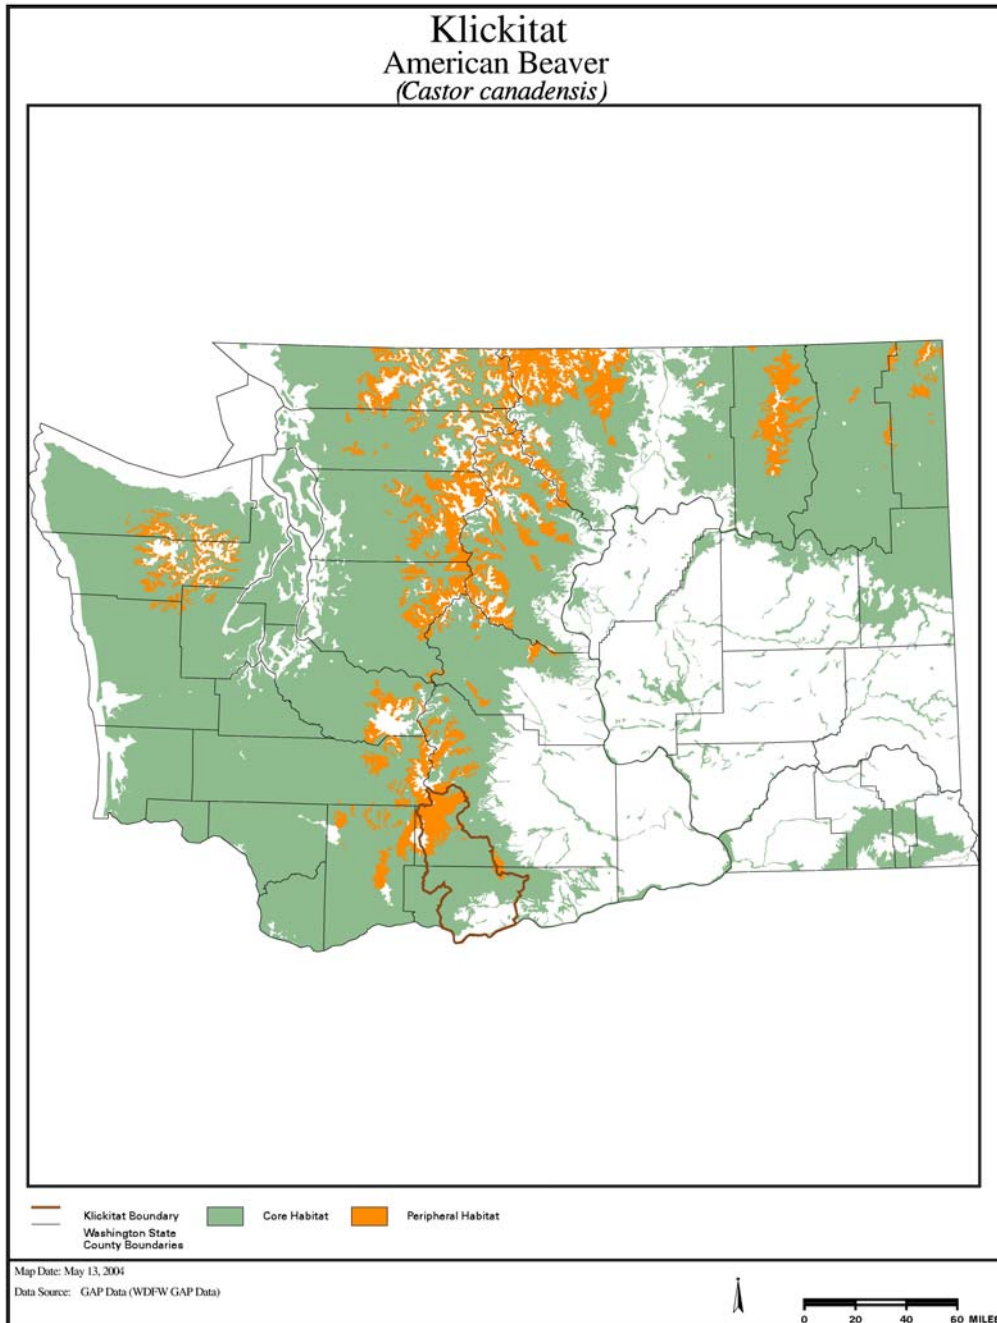 Klickitat
American Beaver
(Castor canadensis)
Klickitat Boundary
Core Habitat
Peripheral Habitat
Washington State
County Boundaries
Map Date: May 13, 2004
Data Source: GAP Data (WDFW GAP Data)
0 20 40 60 MILES